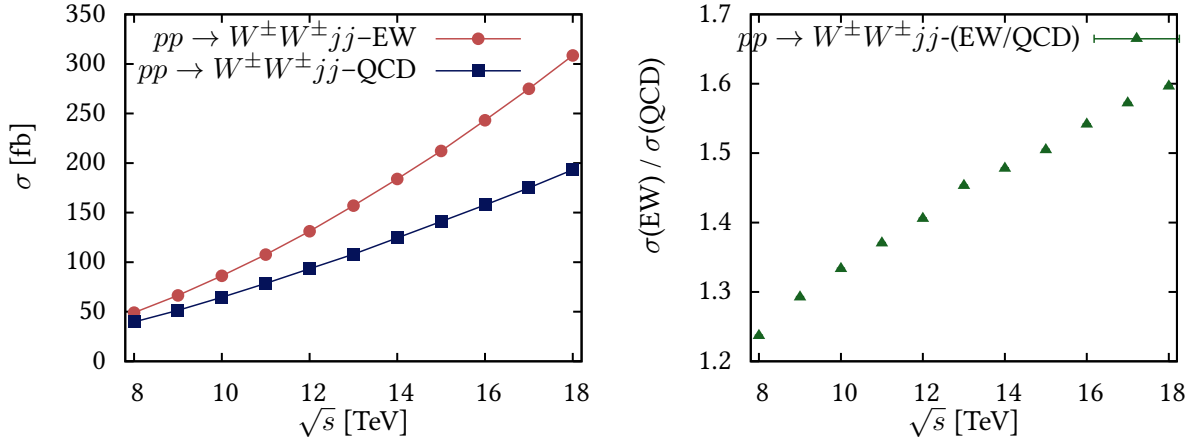 pp → W±W±jj–EW
pp → W±W±jj–QCD
σ [fb]
350
300
250
200
150
100
50
0
8 10 12 14 16 18
√s [TeV]
pp → W±W±jj-(EW/QCD)
σ(EW) / σ(QCD)
1.7
1.6
1.5
1.4
1.3
1.2
8 10 12 14 16 18
√s [TeV]